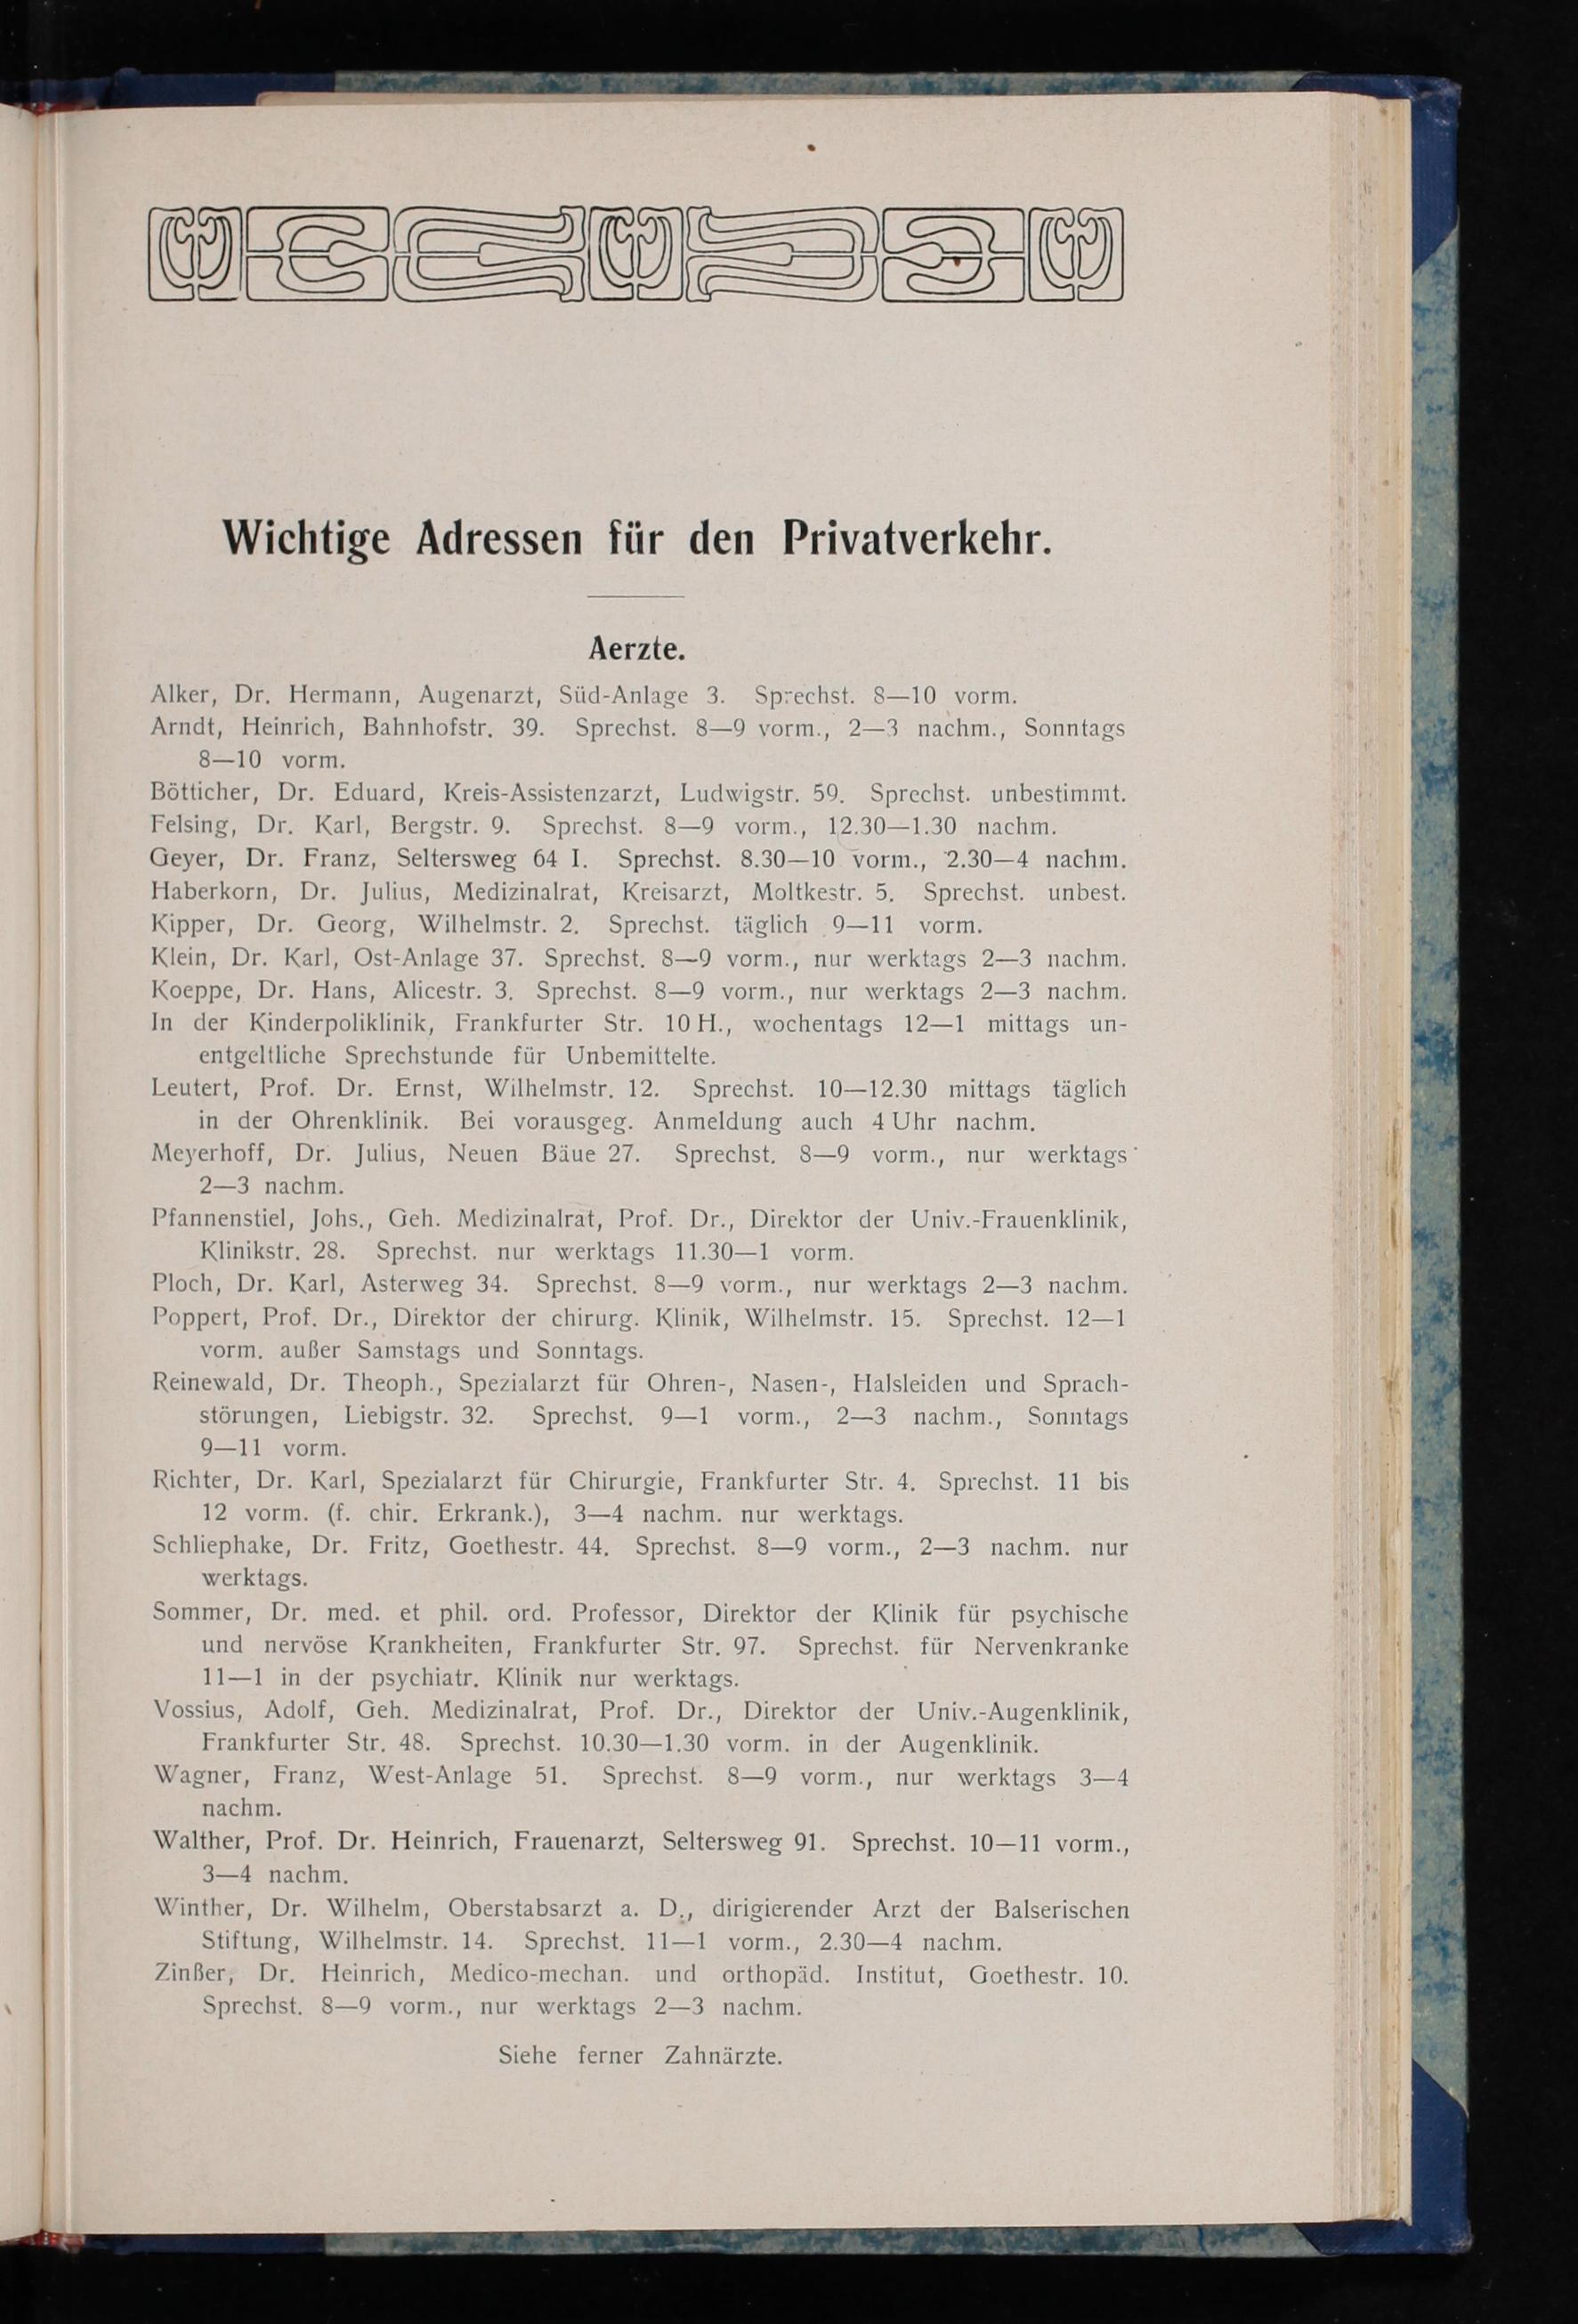 Wichtige Adressen für den Privatverkehr.
Aerzte.
Alker, Dr. Hermann, Augenarzt, Süd-Anlage 3. Sprechst. 8—10 vorm.
Arndt, Heinrich, Bahnhofstr. 39. Sprechst. 8—9 vorm., 2—3 nachm., Sonntags
8—10 vorm.
Bötticher, Dr. Eduard, Kreis-Assistenzarzt, Ludwigstr. 59. Sprechst. unbestimmt.
Felsing, Dr. Karl, Bergstr. 9. Sprechst. 8—9 vorm., 12.30—1.30 nachm.
Geyer, Dr. Franz, Seltersweg 64 I. Sprechst. 8.30—10 vorm., 2.30—4 nachm.
Haberkorn, Dr. Julius, Medizinalrat, Kreisarzt, Moltkestr. 5. Sprechst. unbest.
Kipper, Dr. Georg, Wilhelmstr. 2. Sprechst. täglich 9—11 vorm.
Klein, Dr. Karl, Ost-Anlage 37. Sprechst. 8—9 vorm., nur werktags 2—3 nachm.
Koeppe, Dr. Hans, Alicestr. 3. Sprechst. 8—9 vorm., nur werktags 2—3 nachm.
In der Kinderpoliklinik, Frankfurter Str. 10 H., wochentags 12—1 mittags un-
entgeltliche Sprechstunde für Unbemittelte.
Leutert, Prof. Dr. Ernst, Wilhelmstr. 12. Sprechst. 10—12.30 mittags täglich
in der Ohrenklinik. Bei vorausgeg. Anmeldung auch 4 Uhr nachm.
Meyerhoff, Dr. Julius, Neuen Bäue 27. Sprechst. 8—9 vorm., nur werktags
2—3 nachm.
Pfannenstiel, Johs., Geh. Medizinalrat, Prof. Dr., Direktor der Univ.-Frauenklinik,
Klinikstr. 28. Sprechst. nur werktags 11.30—1 vorm.
Ploch, Dr. Karl, Asterweg 34. Sprechst. 8—9 vorm., nur werktags 2—3 nachm.
Poppert, Prof. Dr., Direktor der chirurg. Klinik, Wilhelmstr. 15. Sprechst. 12—1
vorm. außer Samstags und Sonntags.
Reinewald, Dr. Theoph., Spezialarzt für Ohren-, Nasen-, Halsleiden und Sprach-
störungen, Liebigstr. 32. Sprechst. 9—1 vorm., 2—3 nachm., Sonntags
9—11 vorm.
Richter, Dr. Karl, Spezialarzt für Chirurgie, Frankfurter Str. 4. Sprechst. 11 bis
12 vorm. (f. chir. Erkrank.), 3—4 nachm. nur werktags.
Schliephake, Dr. Fritz, Goethestr. 44. Sprechst. 8—9 vorm., 2—3 nachm. nur
werktags.
Sommer, Dr. med. et phil. ord. Professor, Direktor der Klinik für psychische
und nervöse Krankheiten, Frankfurter Str. 97. Sprechst. für Nervenkranke
11—1 in der psychiatr. Klinik nur werktags.
Vossius, Adolf, Geh. Medizinalrat, Prof. Dr., Direktor der Univ.-Augenklinik,
Frankfurter Str. 48. Sprechst. 10.30—1.30 vorm. in der Augenklinik.
Wagner, Franz, West-Anlage 51. Sprechst. 8—9 vorm., nur werktags 3—4
nachm.
Walther, Prof. Dr. Heinrich, Frauenarzt, Seltersweg 91. Sprechst. 10—11 vorm.,
3—4 nachm.
Winther, Dr. Wilhelm, Oberstabsarzt a. D., dirigierender Arzt der Balserischen
Stiftung, Wilhelmstr. 14. Sprechst. 11—1 vorm., 2.30—4 nachm.
Zinßer, Dr. Heinrich, Medico-mechan. und orthopäd. Institut, Goethestr. 10.
Sprechst. 8—9 vorm., nur werktags 2—3 nachm.
Siehe ferner Zahnärzte.